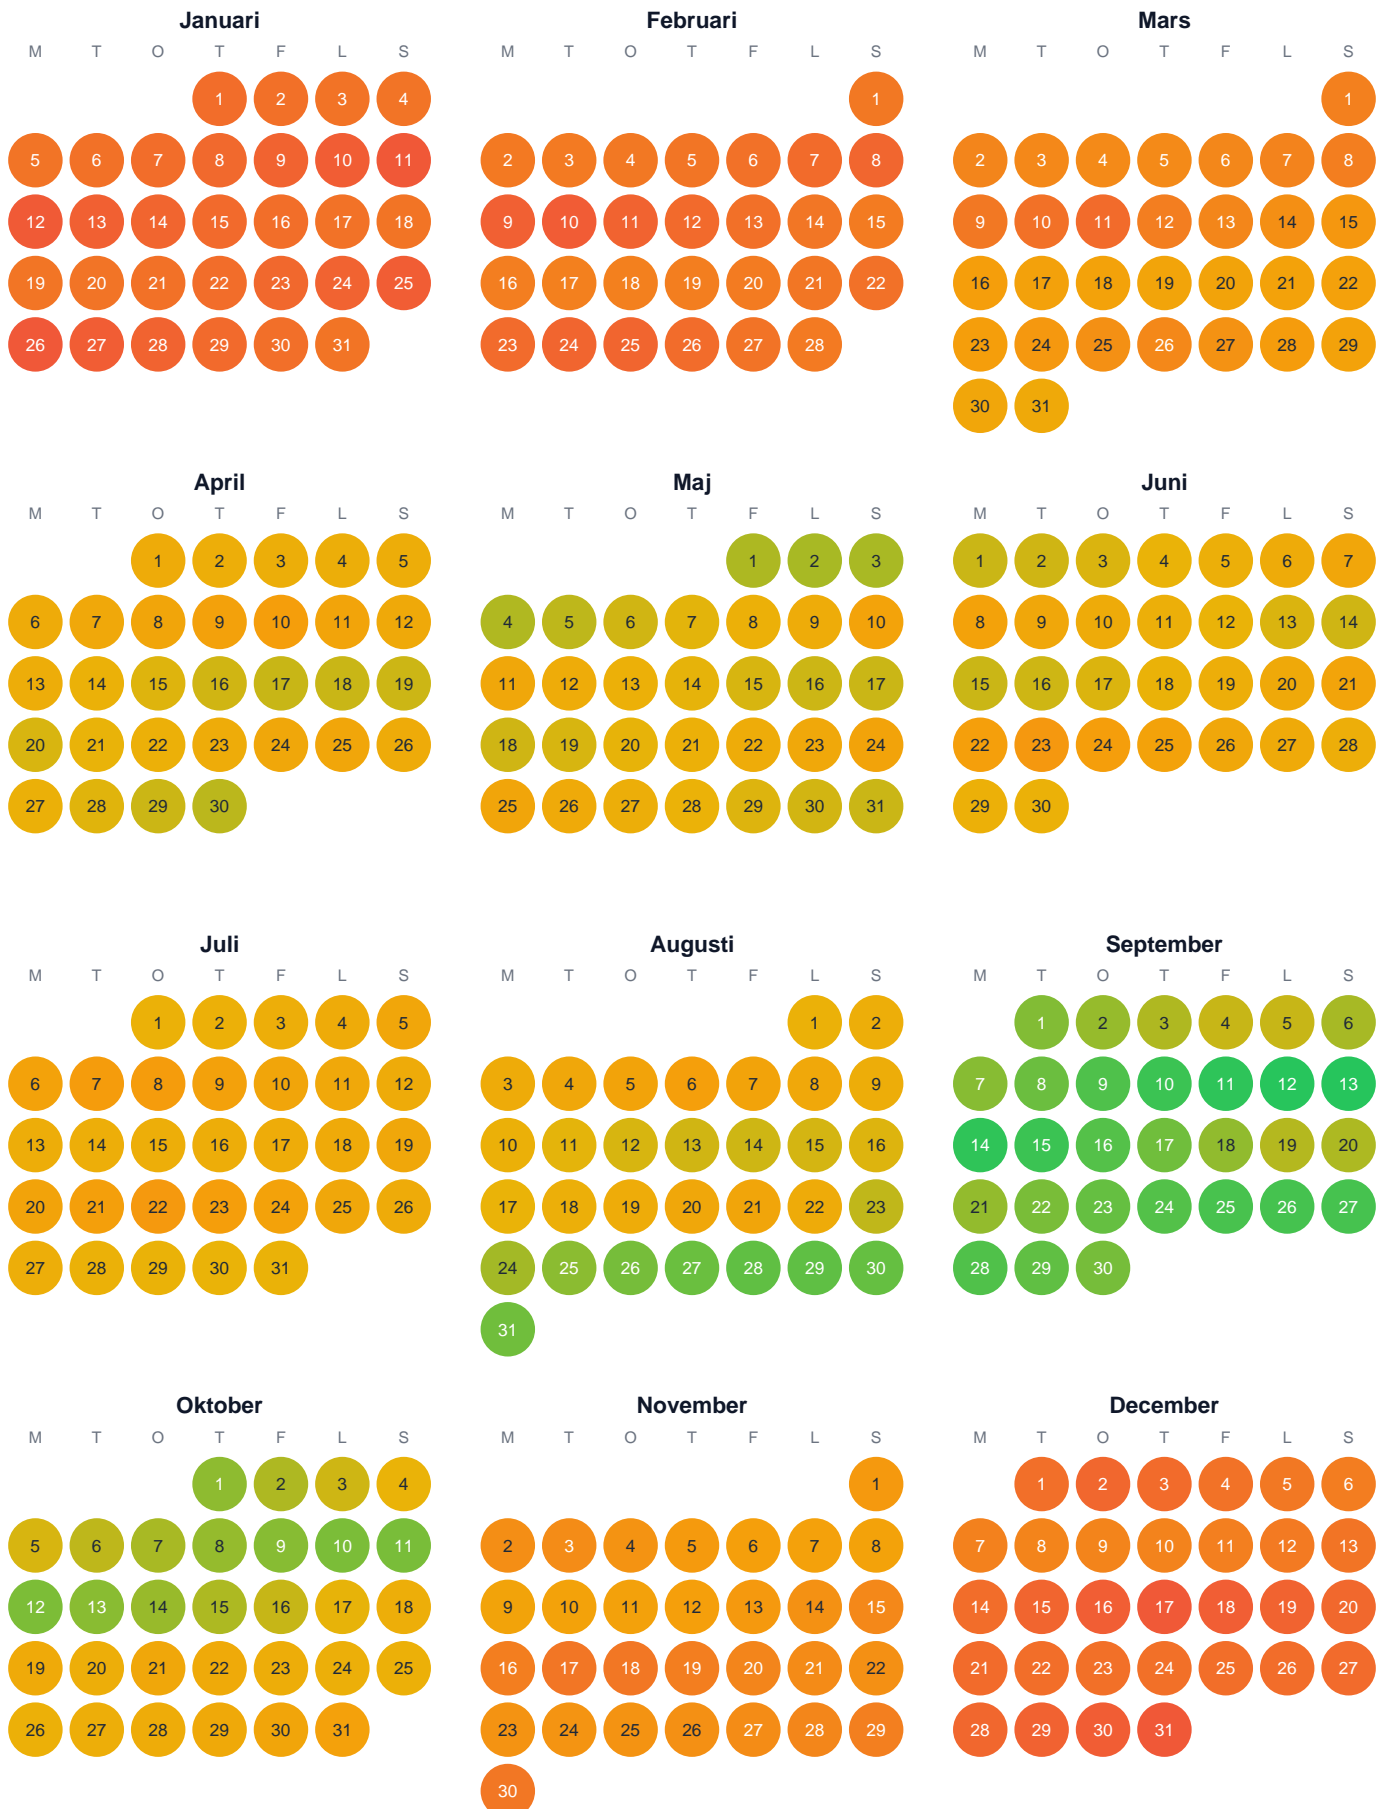 Januari Februari Mars
M T O T F L S M T O T F L S M T O T F L S
1 2 3 4 1 1
5 6 7 8 9 10 11 2 3 4 5 6 7 8 2 3 4 5 6 7 8
12 13 14 15 16 17 18 9 10 11 12 13 14 15 9 10 11 12 13 14 15
19 20 21 22 23 24 25 16 17 18 19 20 21 22 16 17 18 19 20 21 22
26 27 28 29 30 31 23 24 25 26 27 28 23 24 25 26 27 28 29
30 31
April Maj Juni
M T O T F L S M T O T F L S M T O T F L S
1 2 3 4 5 1 2 3 1 2 3 4 5 6 7
6 7 8 9 10 11 12 4 5 6 7 8 9 10 8 9 10 11 12 13 14
13 14 15 16 17 18 19 11 12 13 14 15 16 17 15 16 17 18 19 20 21
20 21 22 23 24 25 26 18 19 20 21 22 23 24 22 23 24 25 26 27 28
27 28 29 30 25 26 27 28 29 30 31 29 30
Juli Augusti September
M T O T F L S M T O T F L S M T O T F L S
1 2 3 4 5 1 2 1 2 3 4 5 6
6 7 8 9 10 11 12 3 4 5 6 7 8 9 7 8 9 10 11 12 13
13 14 15 16 17 18 19 10 11 12 13 14 15 16 14 15 16 17 18 19 20
20 21 22 23 24 25 26 17 18 19 20 21 22 23 21 22 23 24 25 26 27
27 28 29 30 31 24 25 26 27 28 29 30 28 29 30
31
Oktober November December
M T O T F L S M T O T F L S M T O T F L S
1 2 3 4 1 1 2 3 4 5 6
5 6 7 8 9 10 11 2 3 4 5 6 7 8 7 8 9 10 11 12 13
12 13 14 15 16 17 18 9 10 11 12 13 14 15 14 15 16 17 18 19 20
19 20 21 22 23 24 25 16 17 18 19 20 21 22 21 22 23 24 25 26 27
26 27 28 29 30 31 23 24 25 26 27 28 29 28 29 30 31
30